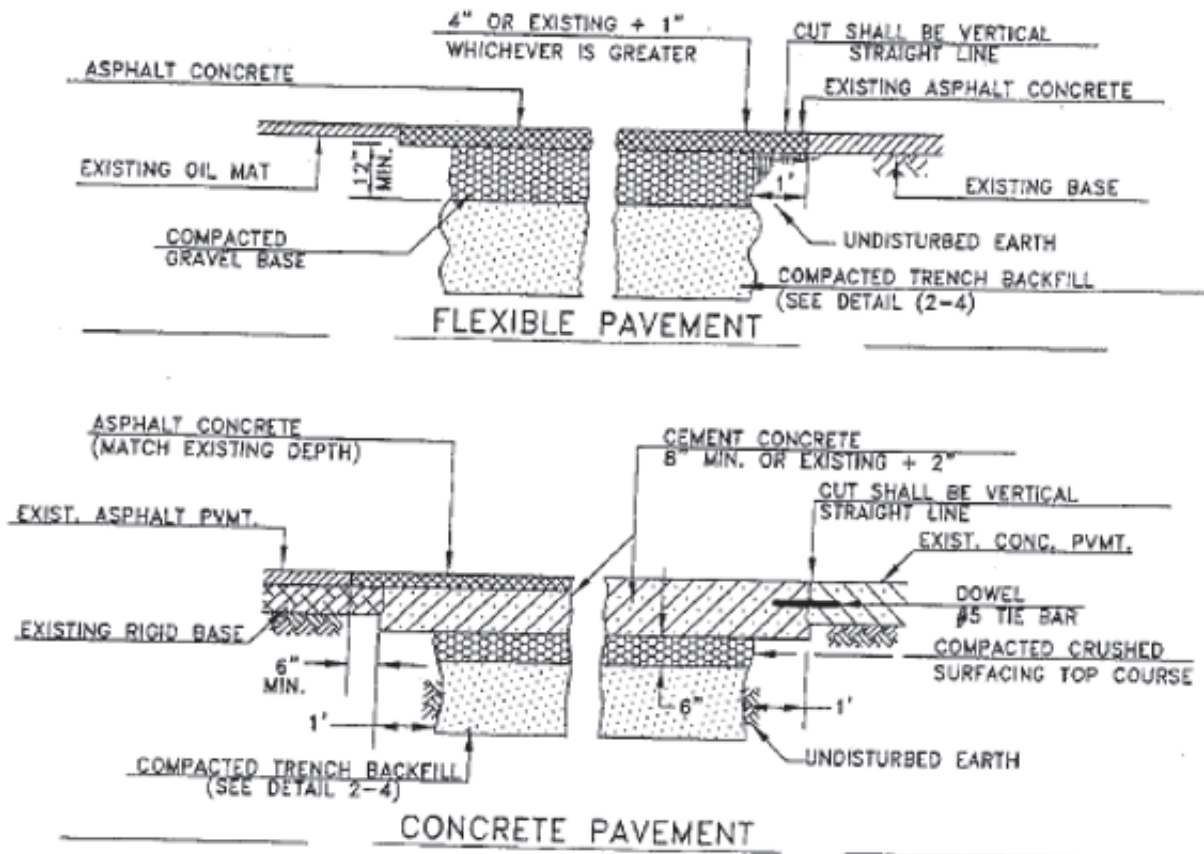 4" OR EXISTING + 1"
WHICHEVER IS GREATER
CUT SHALL BE VERTICAL
STRAIGHT LINE
ASPHALT CONCRETE
EXISTING ASPHALT CONCRETE
EXISTING OIL MAT
12"
MIN.
1'
EXISTING BASE
COMPACTED
GRAVEL BASE
UNDISTURBED EARTH
COMPACTED TRENCH BACKFILL
(SEE DETAIL (2-4)
FLEXIBLE PAVEMENT
ASPHALT CONCRETE
(MATCH EXISTING DEPTH)
CEMENT CONCRETE
8" MIN. OR EXISTING + 2"
CUT SHALL BE VERTICAL
STRAIGHT LINE
EXIST. ASPHALT PVMT.
EXIST. CONC. PVMT.
DOWEL
#5 TIE BAR
EXISTING RIGID BASE
COMPACTED CRUSHED
SURFACING TOP COURSE
6"
MIN.
6"
1'
1'
UNDISTURBED EARTH
COMPACTED TRENCH BACKFILL
(SEE DETAIL 2-4)
CONCRETE PAVEMENT